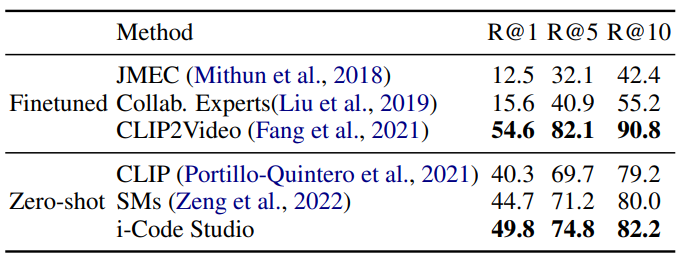 Method R@1 R@5 R@10
JMEC (Mithun et al., 2018) 12.5 32.1 42.4
Finetuned Collab. Experts(Liu et al., 2019) 15.6 40.9 55.2
CLIP2Video (Fang et al., 2021) 54.6 82.1 90.8
CLIP (Portillo-Quintero et al., 2021) 40.3 69.7 79.2
Zero-shot SMs (Zeng et al., 2022) 44.7 71.2 80.0
i-Code Studio 49.8 74.8 82.2